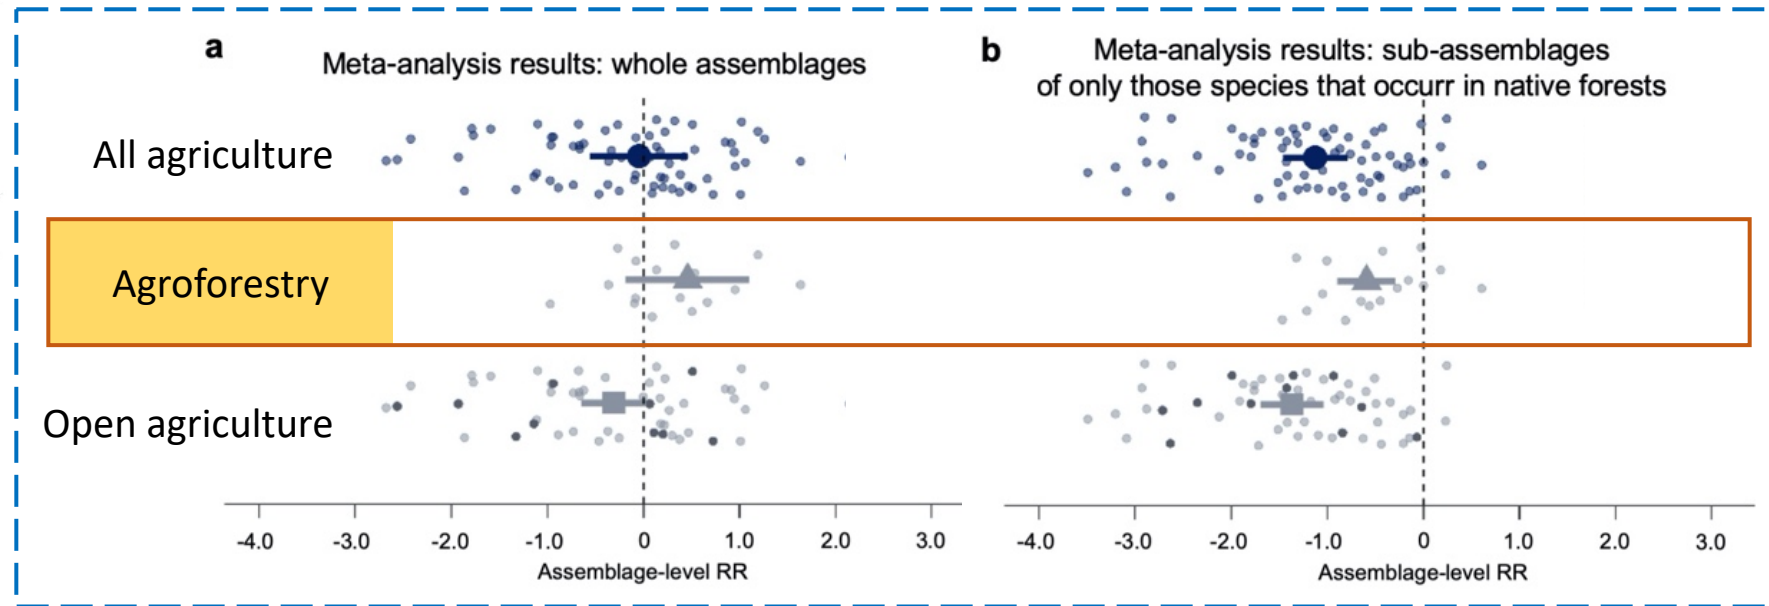 a
Meta-analysis results: whole assemblages
b
Meta-analysis results: sub-assemblages
of only those species that occurr in native forests
All agriculture
Agroforestry
Open agriculture
-4.0 -3.0 -2.0 -1.0 0 1.0 2.0 3.0
Assemblage-level RR
-4.0 -3.0 -2.0 -1.0 0 1.0 2.0 3.0
Assemblage-level RR